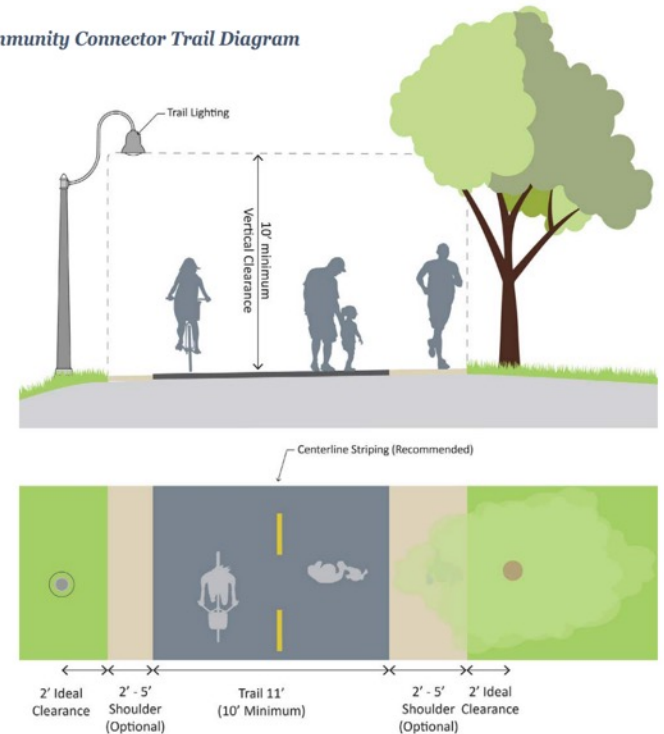 mmunity Connector Trail Diagram
Trail Lighting
10' minimum
Vertical Clearance
Centerline Striping (Recommended)
2' Ideal
Clearance
2' - 5'
Shoulder
(Optional)
Trail 11'
(10' Minimum)
2' - 5'
Shoulder
(Optional)
2' Ideal
Clearance